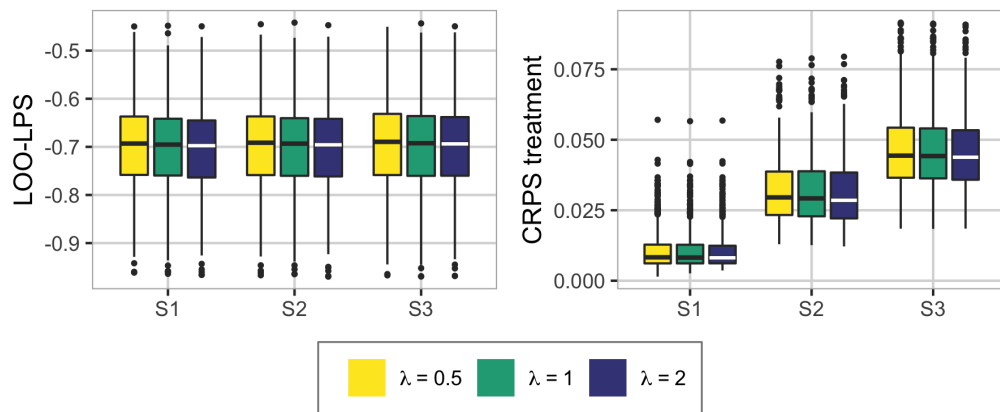 LOO-LPS
-0.5
-0.6
-0.7
-0.8
-0.9
S1 S2 S3
CRPS treatment
0.075
0.050
0.025
0.000
S1 S2 S3
λ = 0.5 λ = 1 λ = 2